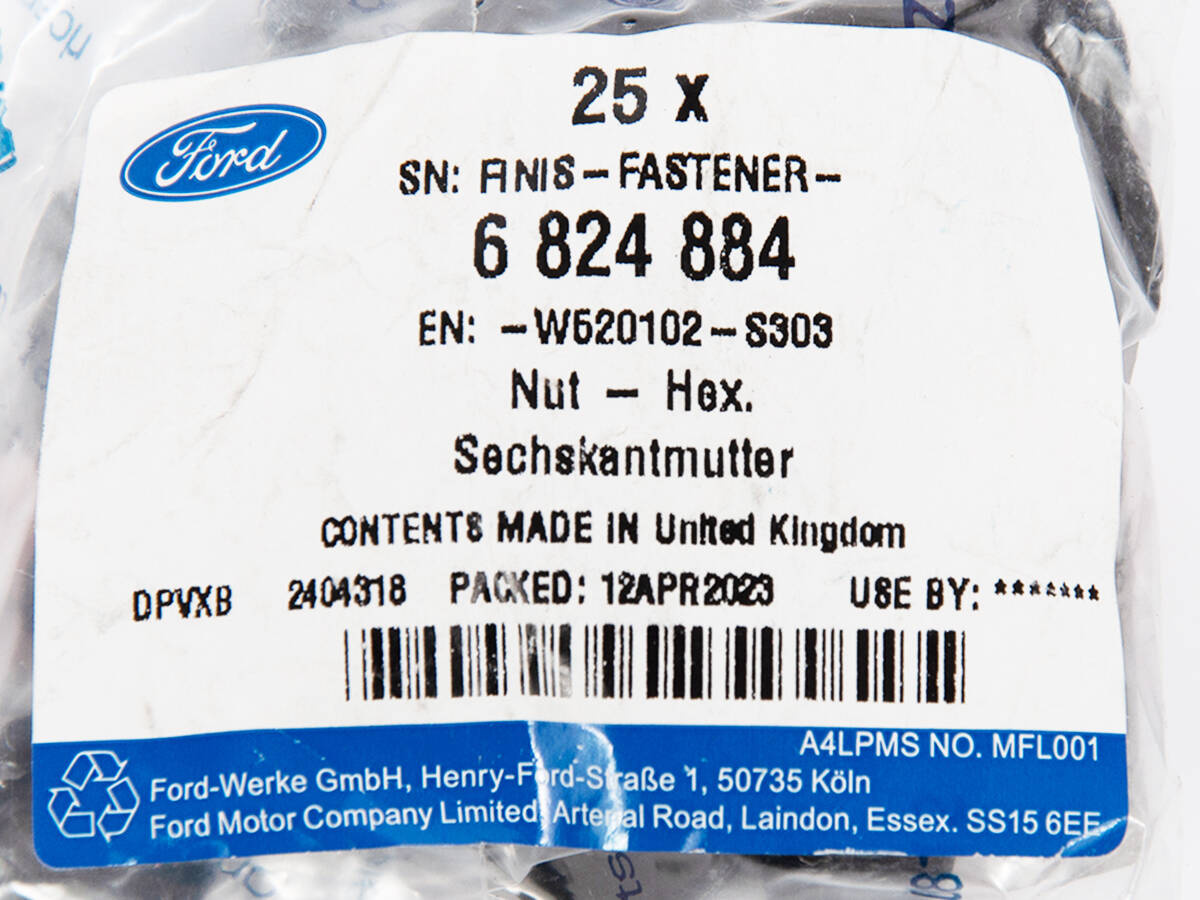 25 x
Ford
SN: FINIS-FASTENER-
6 824 884
EN: -W520102-S303
Nut - Hex.
Sechskantmutter
CONTENTS MADE IN United Kingdom
DPVXB 2404318 PACKED: 12APR2023 USE BY: *******
A4LPMS NO. MFL001
Ford-Werke GmbH, Henry-Ford-Straße 1, 50735 Köln
Ford Motor Company Limited, Arterial Road, Laindon, Essex. SS15 6EE